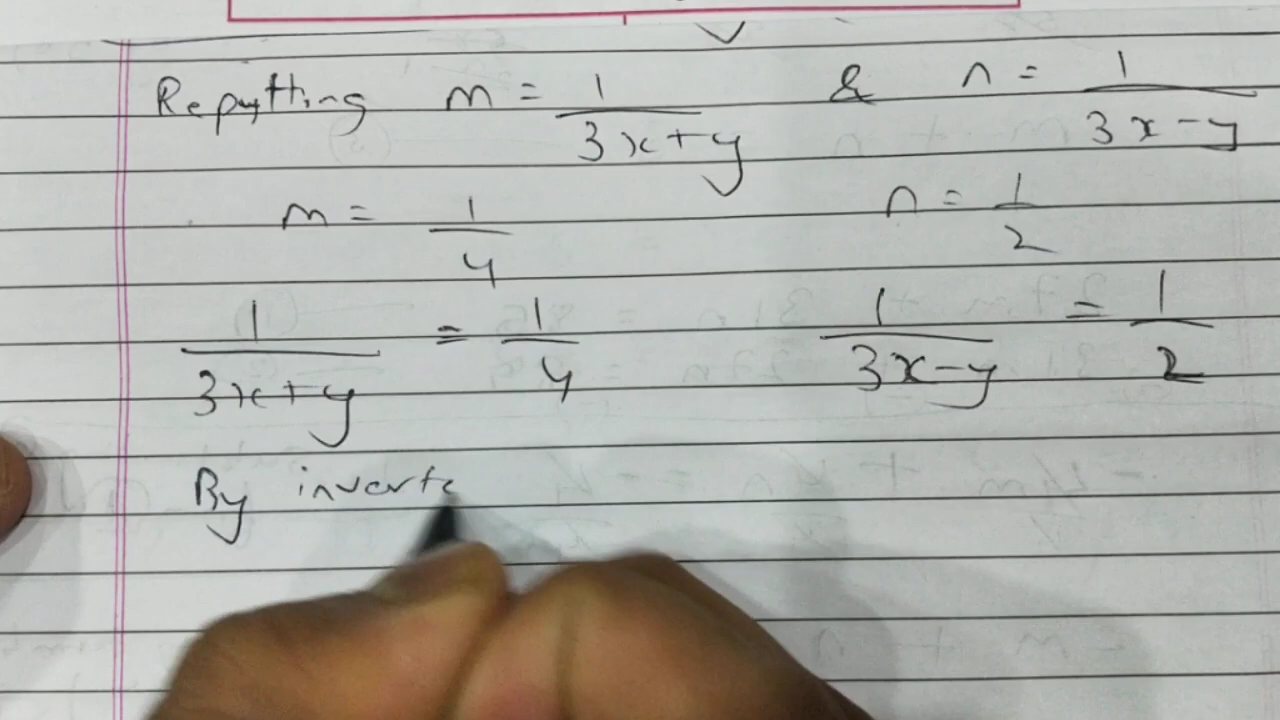 Reputting m = 1/(3x+y) & n = 1/(3x-y)
m = 1/4 n = 1/2
1/(3x+y) = 1/4 1/(3x-y) = 1/2
By inverte